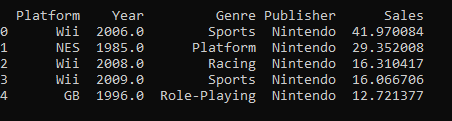 Platform Year Genre Publisher Sales
0 Wii 2006.0 Sports Nintendo 41.970084
1 NES 1985.0 Platform Nintendo 29.352008
2 Wii 2008.0 Racing Nintendo 16.310417
3 Wii 2009.0 Sports Nintendo 16.066706
4 GB 1996.0 Role-Playing Nintendo 12.721377